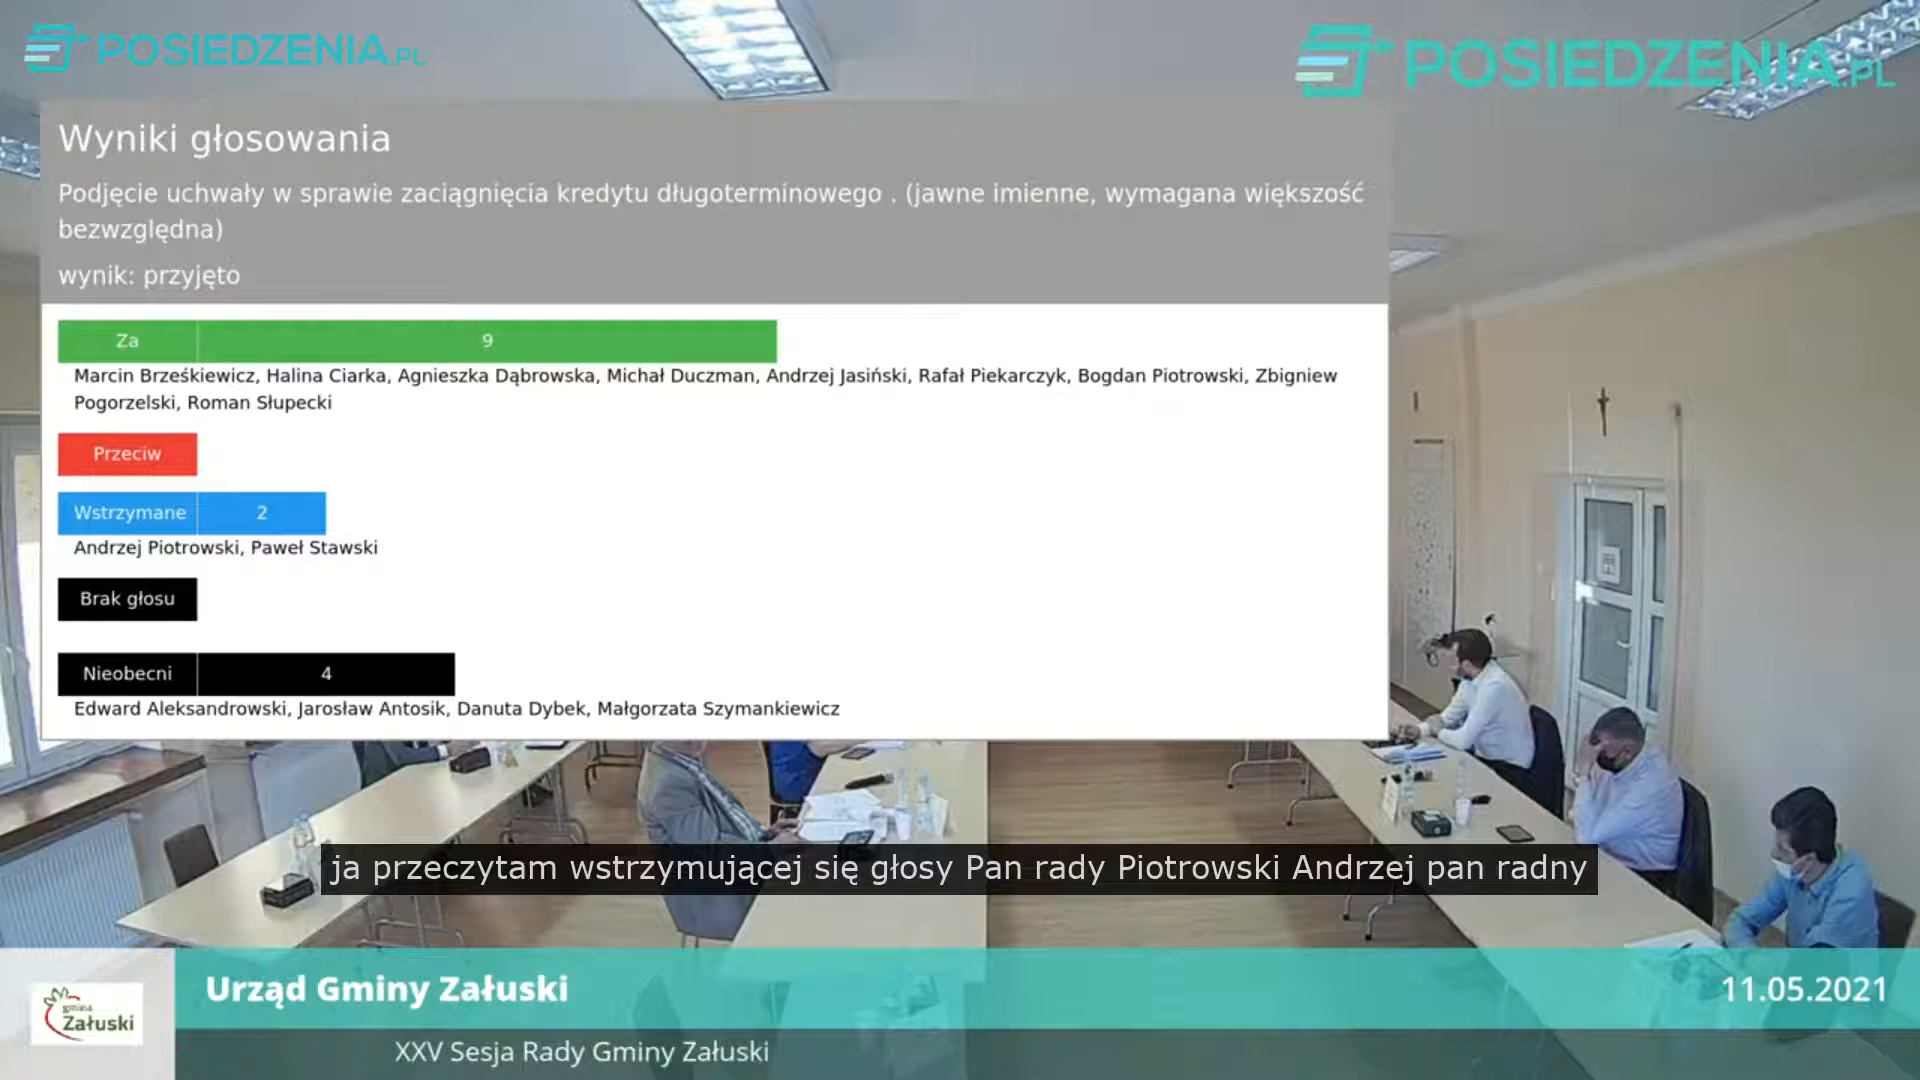 POSIEDZENIA.PL
POSIEDZENIA.PL
Wyniki głosowania
Podjęcie uchwały w sprawie zaciągnięcia kredytu długoterminowego . (jawne imienne, wymagana większość
bezwzględna)
wynik: przyjęto
Za 9
Marcin Brześkiewicz, Halina Ciarka, Agnieszka Dąbrowska, Michał Duczman, Andrzej Jasiński, Rafał Piekarczyk, Bogdan Piotrowski, Zbigniew
Pogorzelski, Roman Słupecki
Przeciw
Wstrzymane 2
Andrzej Piotrowski, Paweł Stawski
Brak głosu
Nieobecni 4
Edward Aleksandrowski, Jarosław Antosik, Danuta Dybek, Małgorzata Szymankiewicz
ja przeczytam wstrzymującej się głosy Pan rady Piotrowski Andrzej pan radny
gmina
Załuski
Urząd Gminy Załuski
11.05.2021
XXV Sesja Rady Gminy Załuski